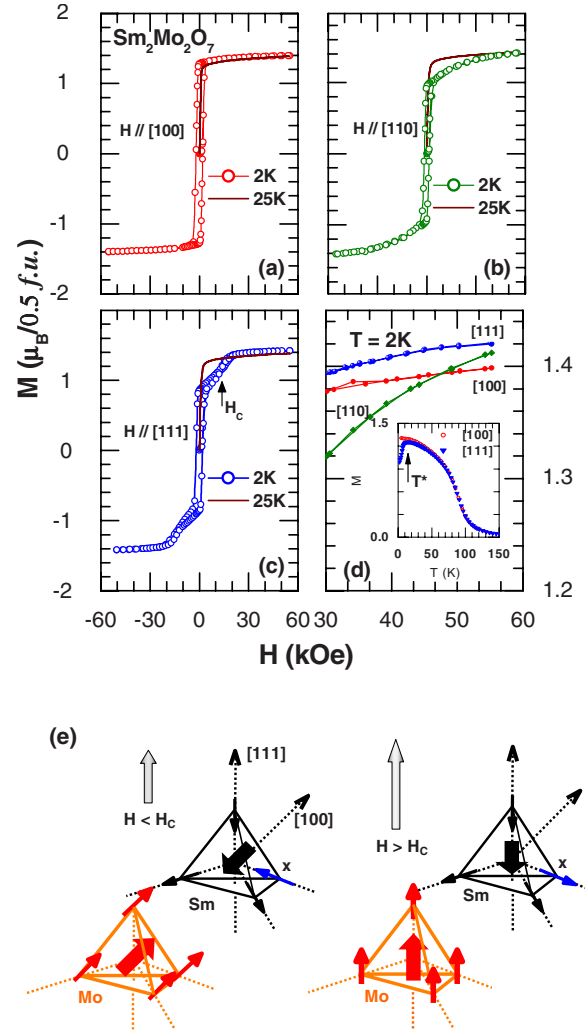 Sm2Mo2O7
H // [100]
2K
25K
(a)
H // [110]
2K
25K
(b)
2
1
0
-1
-2
M (μB/0.5 f.u.)
H // [111]
HC
2K
25K
(c)
2
1
0
-1
-2
-60 -30 0 30 60
T = 2K
[111]
[100]
[110]
1.5
[100]
[111]
M
T*
0.0
0 50 100 150
T (K)
(d)
1.4
1.3
1.2
30 40 50 60
H (kOe)
(e)
[111]
H < HC
[100]
x
Sm
Mo
H > HC
x
Sm
Mo